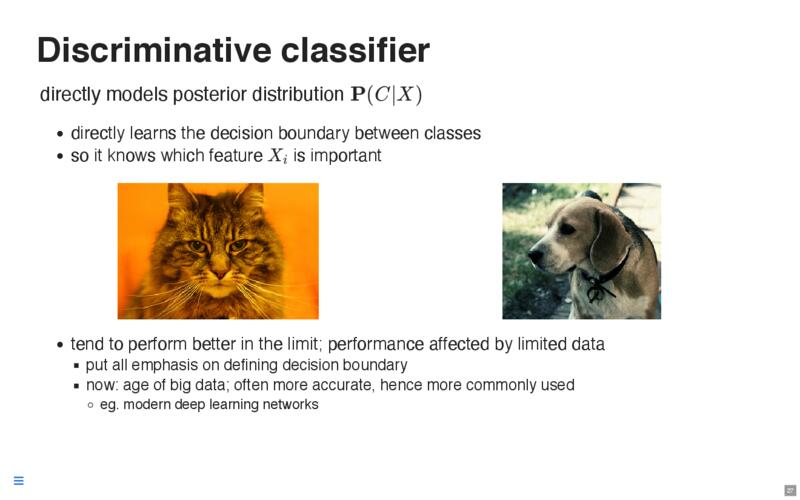 Discriminative classifier
directly models posterior distribution P(C|X)
• directly learns the decision boundary between classes
• so it knows which feature Xᵢ is important
• tend to perform better in the limit; performance affected by limited data
▪ put all emphasis on defining decision boundary
▪ now: age of big data; often more accurate, hence more commonly used
◦ eg. modern deep learning networks
27